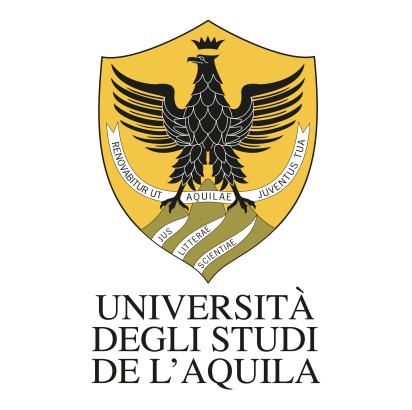 RENOVABITUR UT AQUILAE JUVENTUS TUA
JUS
LITTERAE
SCIENTIAE
UNIVERSITÀ
DEGLI STUDI
DE L'AQUILA